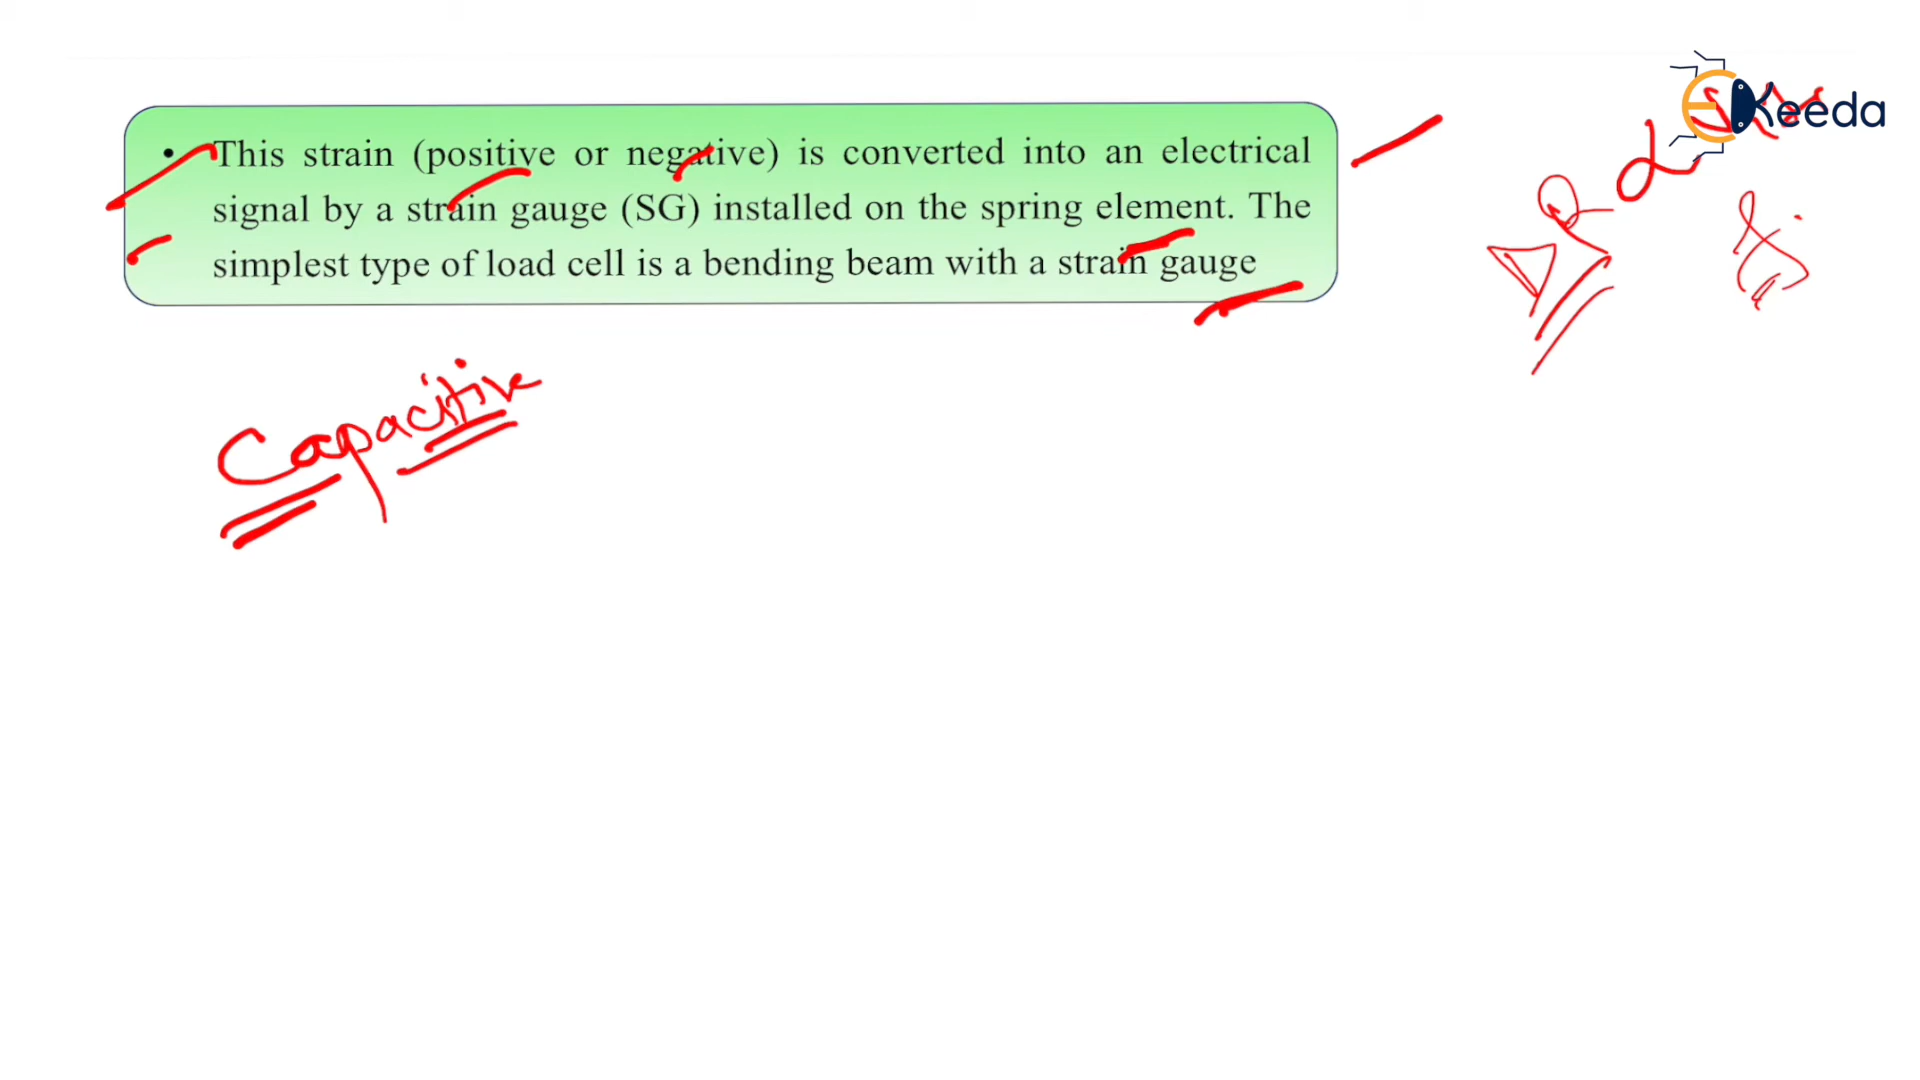 Keeda
• This strain (positive or negative) is converted into an electrical
signal by a strain gauge (SG) installed on the spring element. The
simplest type of load cell is a bending beam with a strain gauge
Capacitive